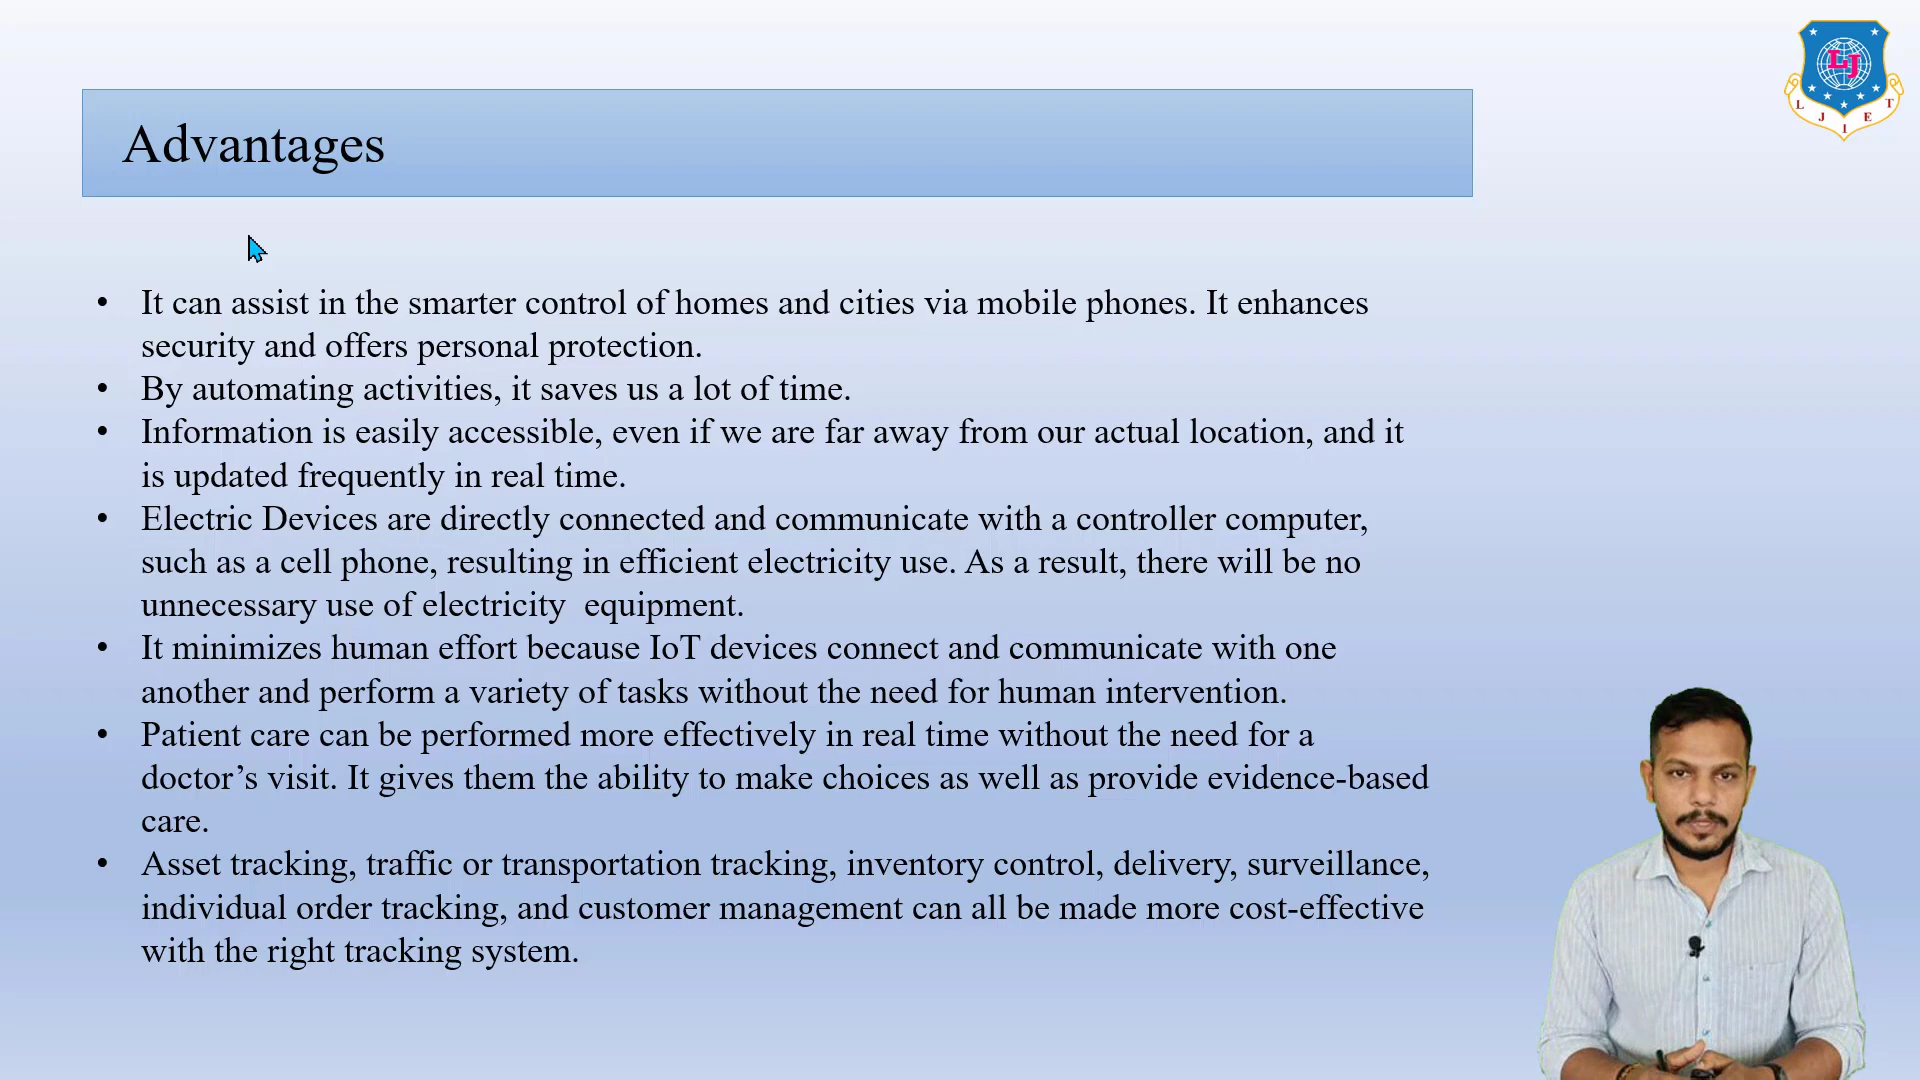 LJ
L J I E T
Advantages
• It can assist in the smarter control of homes and cities via mobile phones. It enhances
security and offers personal protection.
• By automating activities, it saves us a lot of time.
• Information is easily accessible, even if we are far away from our actual location, and it
is updated frequently in real time.
• Electric Devices are directly connected and communicate with a controller computer,
such as a cell phone, resulting in efficient electricity use. As a result, there will be no
unnecessary use of electricity  equipment.
• It minimizes human effort because IoT devices connect and communicate with one
another and perform a variety of tasks without the need for human intervention.
• Patient care can be performed more effectively in real time without the need for a
doctor’s visit. It gives them the ability to make choices as well as provide evidence-based
care.
• Asset tracking, traffic or transportation tracking, inventory control, delivery, surveillance,
individual order tracking, and customer management can all be made more cost-effective
with the right tracking system.